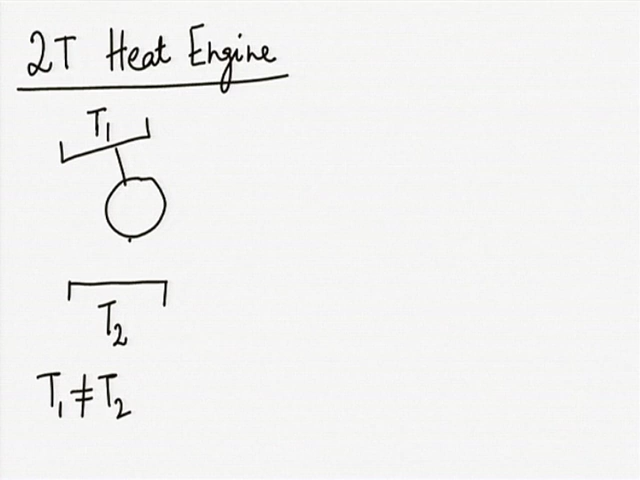 2T Heat Engine
T₁
T₂
T₁ ≠ T₂